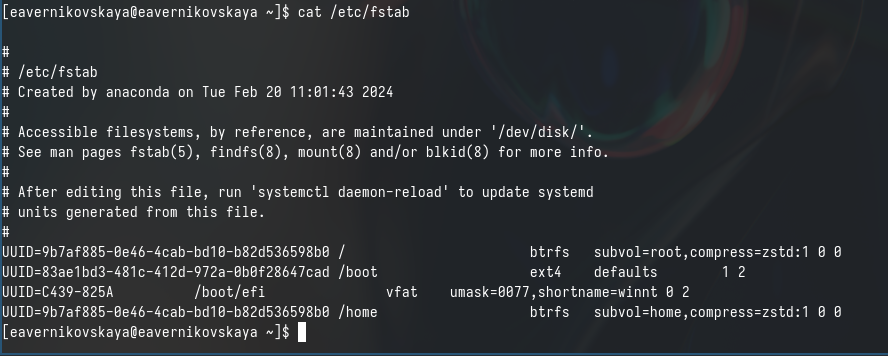 [eavernikovskaya@eavernikovskaya ~]$ cat /etc/fstab
#
# /etc/fstab
# Created by anaconda on Tue Feb 20 11:01:43 2024
#
# Accessible filesystems, by reference, are maintained under '/dev/disk/'.
# See man pages fstab(5), findfs(8), mount(8) and/or blkid(8) for more info.
#
# After editing this file, run 'systemctl daemon-reload' to update systemd
# units generated from this file.
#
UUID=9b7af885-0e46-4cab-bd10-b82d536598b0 /                       btrfs   subvol=root,compress=zstd:1 0 0
UUID=83ae1bd3-481c-412d-972a-0b0f28647cad /boot                   ext4    defaults        1 2
UUID=C439-825A          /boot/efi               vfat    umask=0077,shortname=winnt 0 2
UUID=9b7af885-0e46-4cab-bd10-b82d536598b0 /home                   btrfs   subvol=home,compress=zstd:1 0 0
[eavernikovskaya@eavernikovskaya ~]$